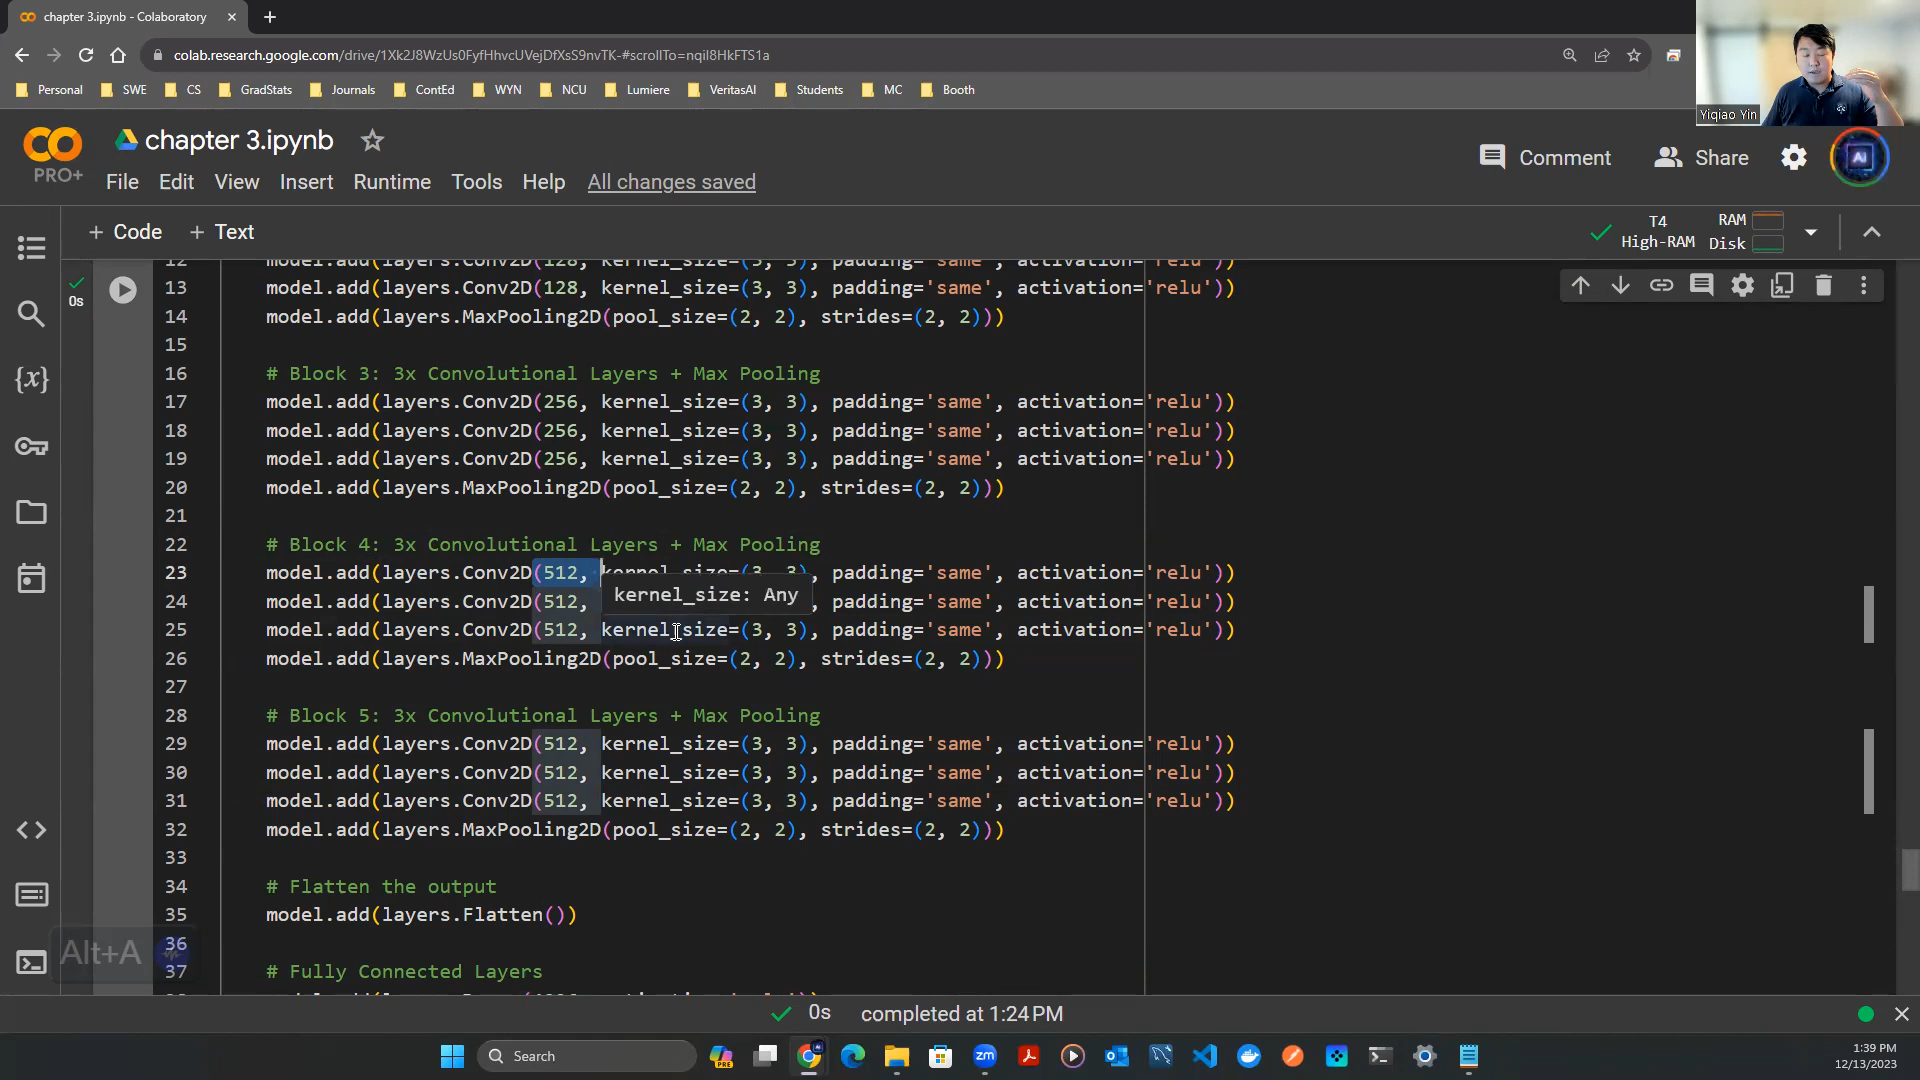 chapter 3.ipynb - Colaboratory
colab.research.google.com/drive/1Xk2J8WzUs0FyfHhvcUVejDfXsS9nvTK-#scrollTo=nqiI8HkFTS1a
Personal SWE CS GradStats Journals ContEd WYN NCU Lumiere VeritasAI Students MC Booth
Yiqiao Yin
CO
PRO+
chapter 3.ipynb
File Edit View Insert Runtime Tools Help All changes saved
Comment Share
AI
+ Code + Text
T4
High-RAM
RAM
Disk
{x}
0s
12 model.add(layers.Conv2D(128, kernel_size=(3, 3), padding='same', activation='relu'))
13 model.add(layers.Conv2D(128, kernel_size=(3, 3), padding='same', activation='relu'))
14 model.add(layers.MaxPooling2D(pool_size=(2, 2), strides=(2, 2)))
15
16 # Block 3: 3x Convolutional Layers + Max Pooling
17 model.add(layers.Conv2D(256, kernel_size=(3, 3), padding='same', activation='relu'))
18 model.add(layers.Conv2D(256, kernel_size=(3, 3), padding='same', activation='relu'))
19 model.add(layers.Conv2D(256, kernel_size=(3, 3), padding='same', activation='relu'))
20 model.add(layers.MaxPooling2D(pool_size=(2, 2), strides=(2, 2)))
21
22 # Block 4: 3x Convolutional Layers + Max Pooling
23 model.add(layers.Conv2D(512, kernel_size=(3, 3), padding='same', activation='relu'))
kernel_size: Any
24 model.add(layers.Conv2D(512, padding='same', activation='relu'))
25 model.add(layers.Conv2D(512, kernel_size=(3, 3), padding='same', activation='relu'))
26 model.add(layers.MaxPooling2D(pool_size=(2, 2), strides=(2, 2)))
27
28 # Block 5: 3x Convolutional Layers + Max Pooling
29 model.add(layers.Conv2D(512, kernel_size=(3, 3), padding='same', activation='relu'))
30 model.add(layers.Conv2D(512, kernel_size=(3, 3), padding='same', activation='relu'))
31 model.add(layers.Conv2D(512, kernel_size=(3, 3), padding='same', activation='relu'))
32 model.add(layers.MaxPooling2D(pool_size=(2, 2), strides=(2, 2)))
33
34 # Flatten the output
35 model.add(layers.Flatten())
36
37 # Fully Connected Layers
Alt+A
0s completed at 1:24 PM
Search
PRE
zm
1:39 PM
12/13/2023